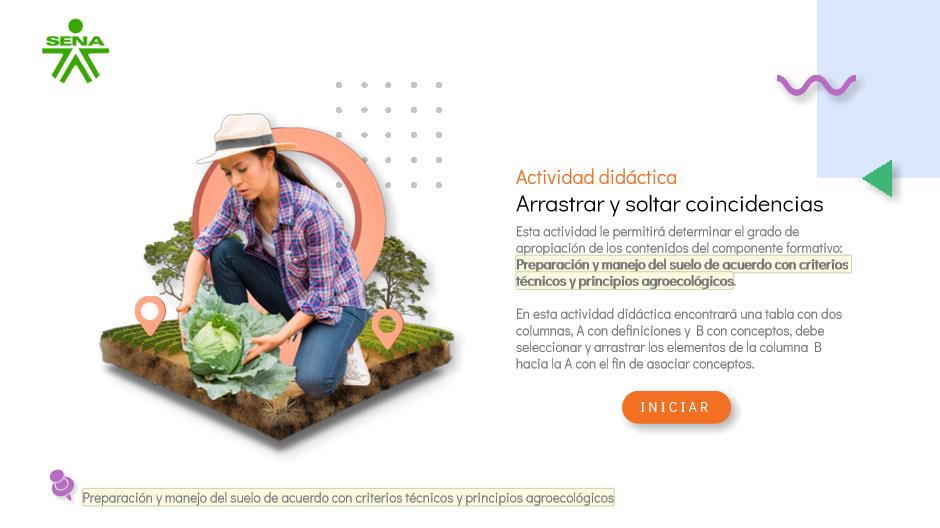 SENA
Actividad didáctica
Arrastrar y soltar coincidencias
Esta actividad le permitirá determinar el grado de
apropiación de los contenidos del componente formativo:
Preparación y manejo del suelo de acuerdo con criterios
técnicos y principios agroecológicos.
En esta actividad didáctica encontrará una tabla con dos
columnas, A con definiciones y B con conceptos, debe
seleccionar y arrastrar los elementos de la columna B
hacia la A con el fin de asociar conceptos.
INICIAR
Preparación y manejo del suelo de acuerdo con criterios técnicos y principios agroecológicos